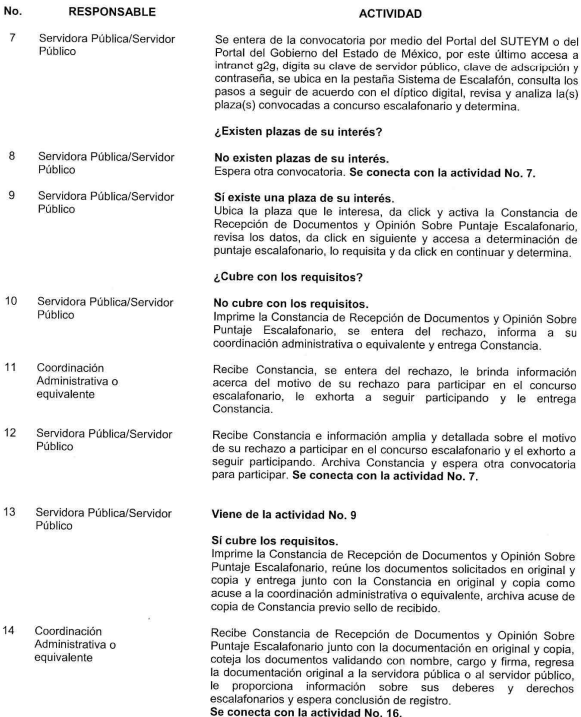 No. RESPONSABLE ACTIVIDAD
7 Servidora Pública/Servidor Público
Se entera de la convocatoria por medio del Portal del SUTEYM o del
Portal del Gobierno del Estado de México, por este último accesa a
intranet g2g, digita su clave de servidor público, clave de adscripción y
contraseña, se ubica en la pestaña Sistema de Escalafón, consulta los
pasos a seguir de acuerdo con el díptico digital, revisa y analiza la(s)
plaza(s) convocadas a concurso escalafonario y determina.
¿Existen plazas de su interés?
8 Servidora Pública/Servidor Público
No existen plazas de su interés.
Espera otra convocatoria. Se conecta con la actividad No. 7.
9 Servidora Pública/Servidor Público
Sí existe una plaza de su interés.
Ubica la plaza que le interesa, da click y activa la Constancia de
Recepción de Documentos y Opinión Sobre Puntaje Escalafonario,
revisa los datos, da click en siguiente y accesa a determinación de
puntaje escalafonario, lo requisita y da click en continuar y determina.
¿Cubre con los requisitos?
10 Servidora Pública/Servidor Público
No cubre con los requisitos.
Imprime la Constancia de Recepción de Documentos y Opinión Sobre
Puntaje Escalafonario, se entera del rechazo, informa a su
coordinación administrativa o equivalente y entrega Constancia.
11 Coordinación Administrativa o equivalente
Recibe Constancia, se entera del rechazo, le brinda información
acerca del motivo de su rechazo para participar en el concurso
escalafonario, le exhorta a seguir participando y le entrega
Constancia.
12 Servidora Pública/Servidor Público
Recibe Constancia e información amplia y detallada sobre el motivo
de su rechazo a participar en el concurso escalafonario y el exhorto a
seguir participando. Archiva Constancia y espera otra convocatoria
para participar. Se conecta con la actividad No. 7.
13 Servidora Pública/Servidor Público
Viene de la actividad No. 9
Sí cubre los requisitos.
Imprime la Constancia de Recepción de Documentos y Opinión Sobre
Puntaje Escalafonario, reúne los documentos solicitados en original y
copia y entrega junto con la Constancia en original y copia como
acuse a la coordinación administrativa o equivalente, archiva acuse de
copia de Constancia previo sello de recibido.
14 Coordinación Administrativa o equivalente
Recibe Constancia de Recepción de Documentos y Opinión Sobre
Puntaje Escalafonario junto con la documentación en original y copia,
coteja los documentos validando con nombre, cargo y firma, regresa
la documentación original a la servidora pública o al servidor público,
le proporciona información sobre sus deberes y derechos
escalafonarios y espera conclusión de registro.
Se conecta con la actividad No. 16.